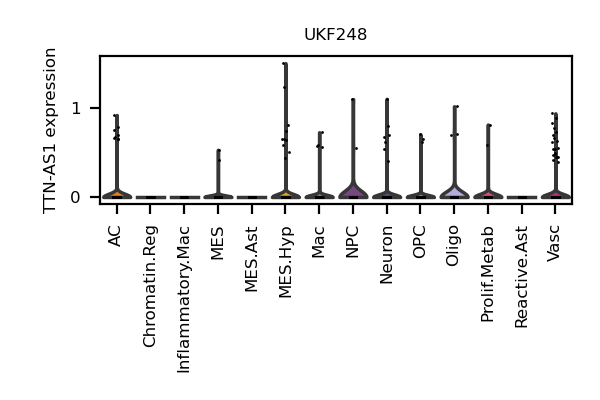 UKF248
TTN-AS1 expression
1
0
AC
Chromatin.Reg
Inflammatory.Mac
MES
MES.Ast
MES.Hyp
Mac
NPC
Neuron
OPC
Oligo
Prolif.Metab
Reactive.Ast
Vasc